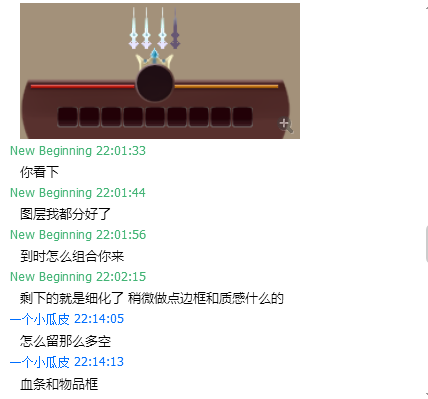 New Beginning 22:01:33
你看下
New Beginning 22:01:44
图层我都分好了
New Beginning 22:01:56
到时怎么组合你来
New Beginning 22:02:15
剩下的就是细化了 稍微做点边框和质感什么的
一个小瓜皮 22:14:05
怎么留那么多空
一个小瓜皮 22:14:13
血条和物品框